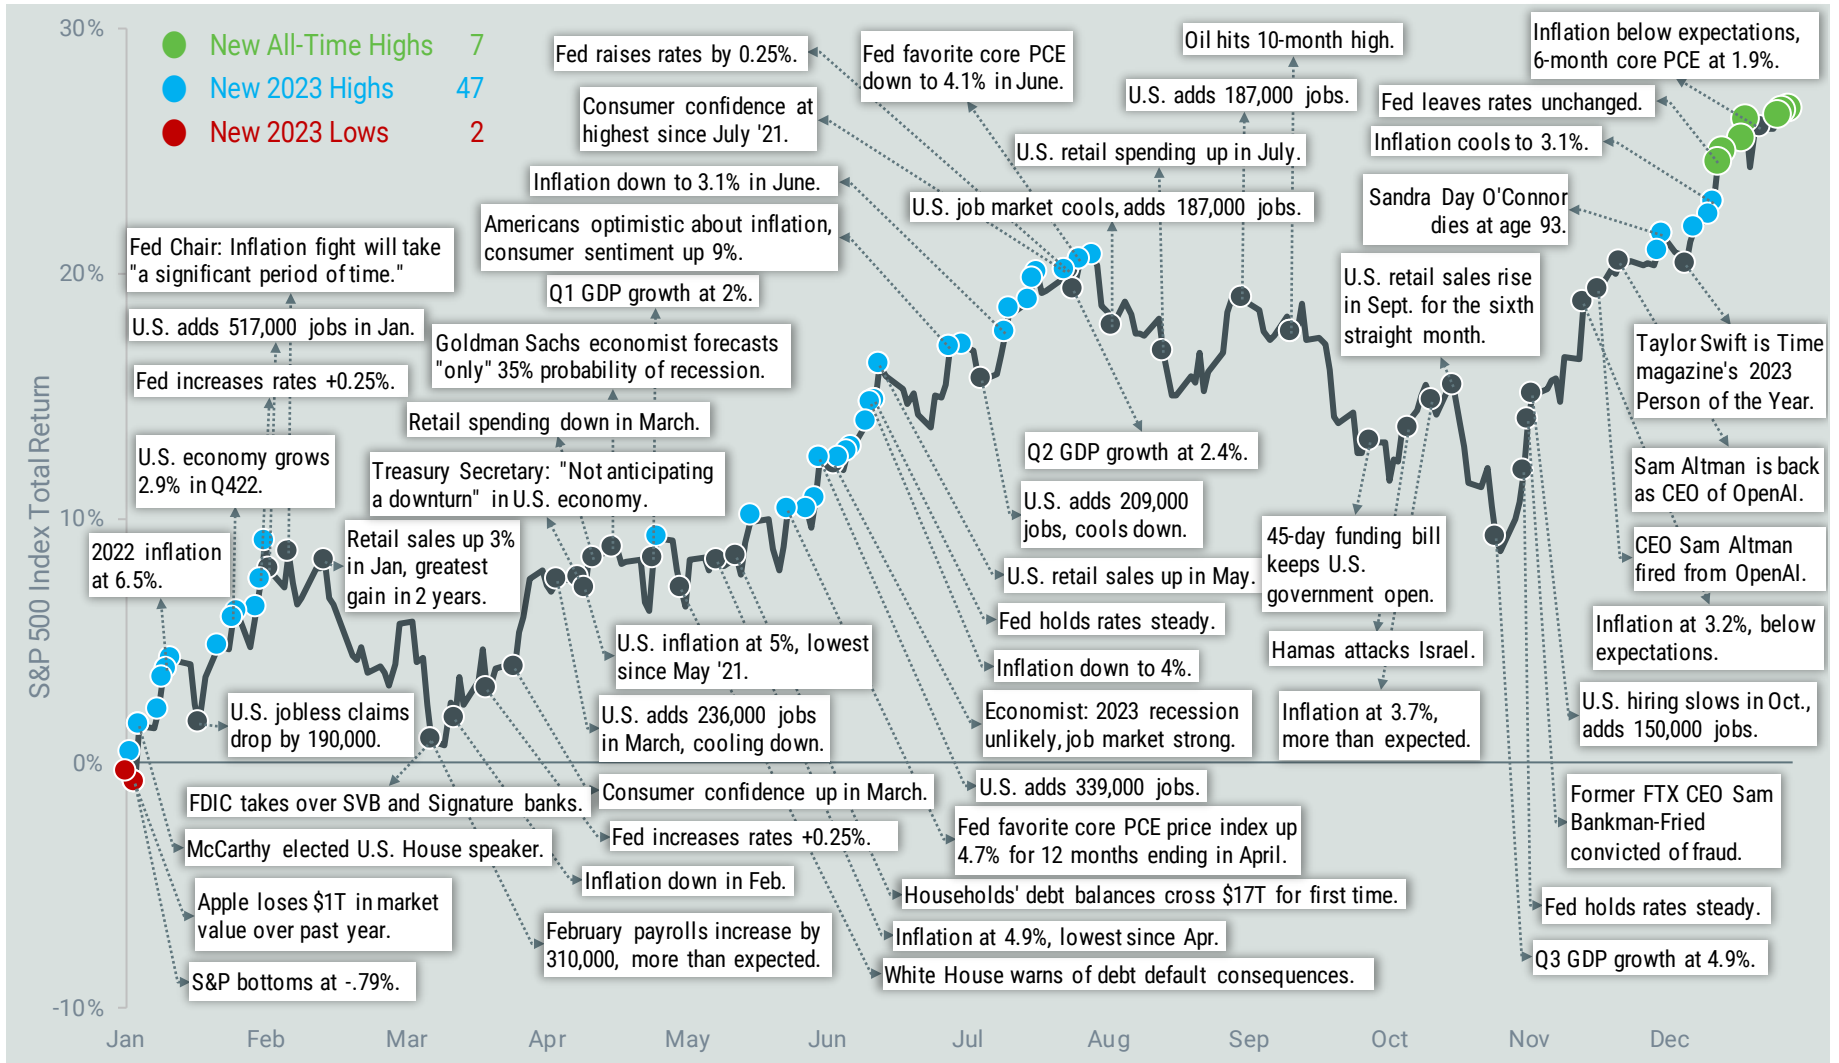 30%
20%
10%
0%
-10%
S&P 500 Index Total Return
New All-Time Highs 7
New 2023 Highs 47
New 2023 Lows 2
Fed Chair: Inflation fight will take
"a significant period of time."
U.S. adds 517,000 jobs in Jan.
Fed increases rates +0.25%.
U.S. economy grows
2.9% in Q422.
2022 inflation
at 6.5%.
Retail sales up 3%
in Jan, greatest
gain in 2 years.
U.S. jobless claims
drop by 190,000.
FDIC takes over SVB and Signature banks.
McCarthy elected U.S. House speaker.
Apple loses $1T in market
value over past year.
S&P bottoms at -.79%.
Fed raises rates by 0.25%.
Consumer confidence at
highest since July '21.
Inflation down to 3.1% in June.
Americans optimistic about inflation,
consumer sentiment up 9%.
Q1 GDP growth at 2%.
Goldman Sachs economist forecasts
"only" 35% probability of recession.
Retail spending down in March.
Treasury Secretary: "Not anticipating
a downturn" in U.S. economy.
U.S. inflation at 5%, lowest
since May '21.
U.S. adds 236,000 jobs
in March, cooling down.
Consumer confidence up in March.
Fed increases rates +0.25%.
Inflation down in Feb.
February payrolls increase by
310,000, more than expected.
Fed favorite core PCE
down to 4.1% in June.
Oil hits 10-month high.
U.S. adds 187,000 jobs.
U.S. retail spending up in July.
U.S. job market cools, adds 187,000 jobs.
Q2 GDP growth at 2.4%.
U.S. adds 209,000
jobs, cools down.
U.S. retail sales up in May.
Fed holds rates steady.
Inflation down to 4%.
Economist: 2023 recession
unlikely, job market strong.
U.S. adds 339,000 jobs.
Fed favorite core PCE price index up
4.7% for 12 months ending in April.
Households' debt balances cross $17T for first time.
Inflation at 4.9%, lowest since Apr.
White House warns of debt default consequences.
Inflation below expectations,
6-month core PCE at 1.9%.
Fed leaves rates unchanged.
Inflation cools to 3.1%.
Sandra Day O'Connor
dies at age 93.
U.S. retail sales rise
in Sept. for the sixth
straight month.
Taylor Swift is Time
magazine's 2023
Person of the Year.
Sam Altman is back
as CEO of OpenAI.
CEO Sam Altman
fired from OpenAI.
Inflation at 3.2%, below
expectations.
45-day funding bill
keeps U.S.
government open.
Hamas attacks Israel.
Inflation at 3.7%,
more than expected.
U.S. hiring slows in Oct.,
adds 150,000 jobs.
Former FTX CEO Sam
Bankman-Fried
convicted of fraud.
Fed holds rates steady.
Q3 GDP growth at 4.9%.
Jan Feb Mar Apr May Jun Jul Aug Sep Oct Nov Dec